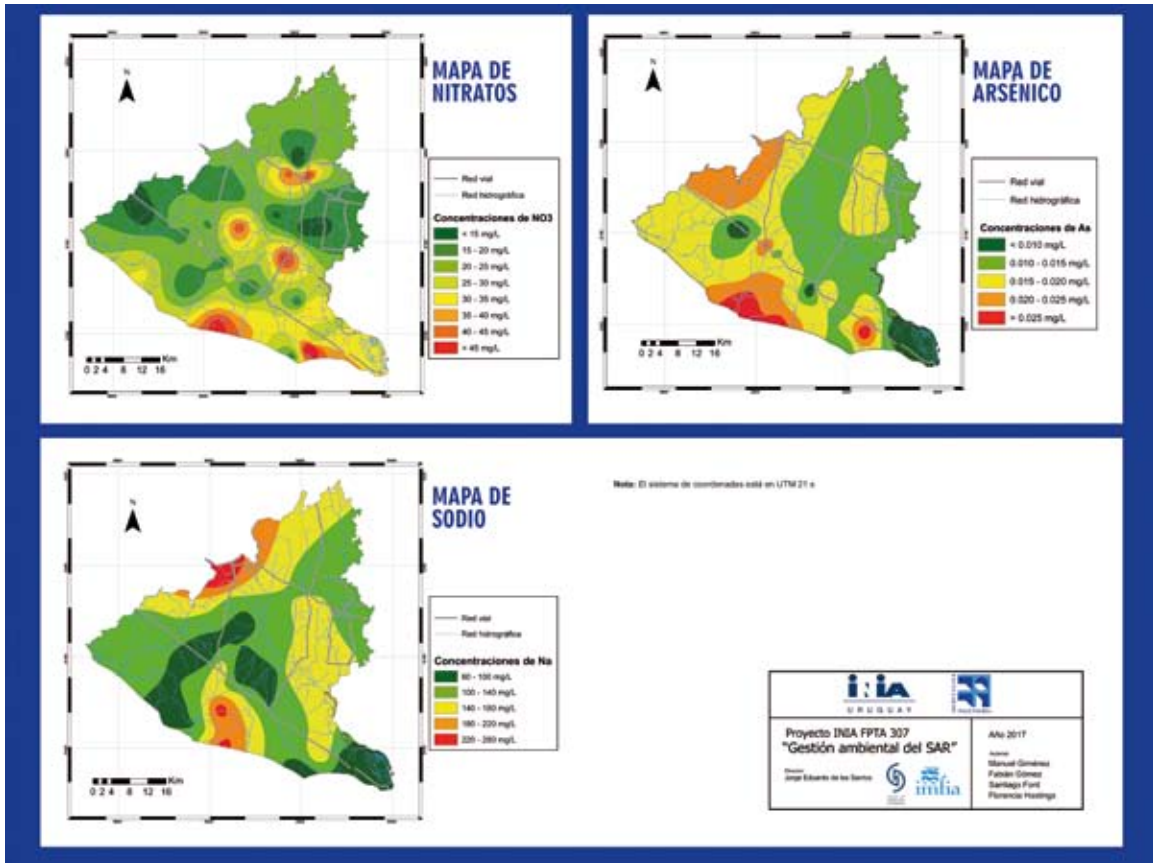 MAPA DE
NITRATOS
N
Red vial
Red hidrográfica
Concentraciones de NO3
< 15 mg/L
15 - 20 mg/L
20 - 25 mg/L
25 - 30 mg/L
30 - 35 mg/L
35 - 40 mg/L
40 - 45 mg/L
Km
0 2 4 8 12 16
MAPA DE
ARSÉNICO
N
Red vial
Red hidrográfica
Concentraciones de As
< 0.010 mg/L
0.010 - 0.015 mg/L
0.015 - 0.020 mg/L
0.020 - 0.025 mg/L
> 0.025 mg/L
Km
0 2 4 8 12 16
MAPA DE
SODIO
N
Red vial
Red hidrográfica
Concentraciones de Na
60 - 100 mg/L
100 - 140 mg/L
140 - 180 mg/L
180 - 220 mg/L
Km
0 2 4 8 12 16
Nota: El sistema de coordenadas está en UTM 21 s
INIA
URUGUAY
Proyecto INIA FPTA 307
"Gestión ambiental del SAR"
Director
Jorge Eduardo de los Santos
imfia
Año 2017
Autores
Manuel Giménez
Fabián Gómez
Santiago Font
Florencia Hastings